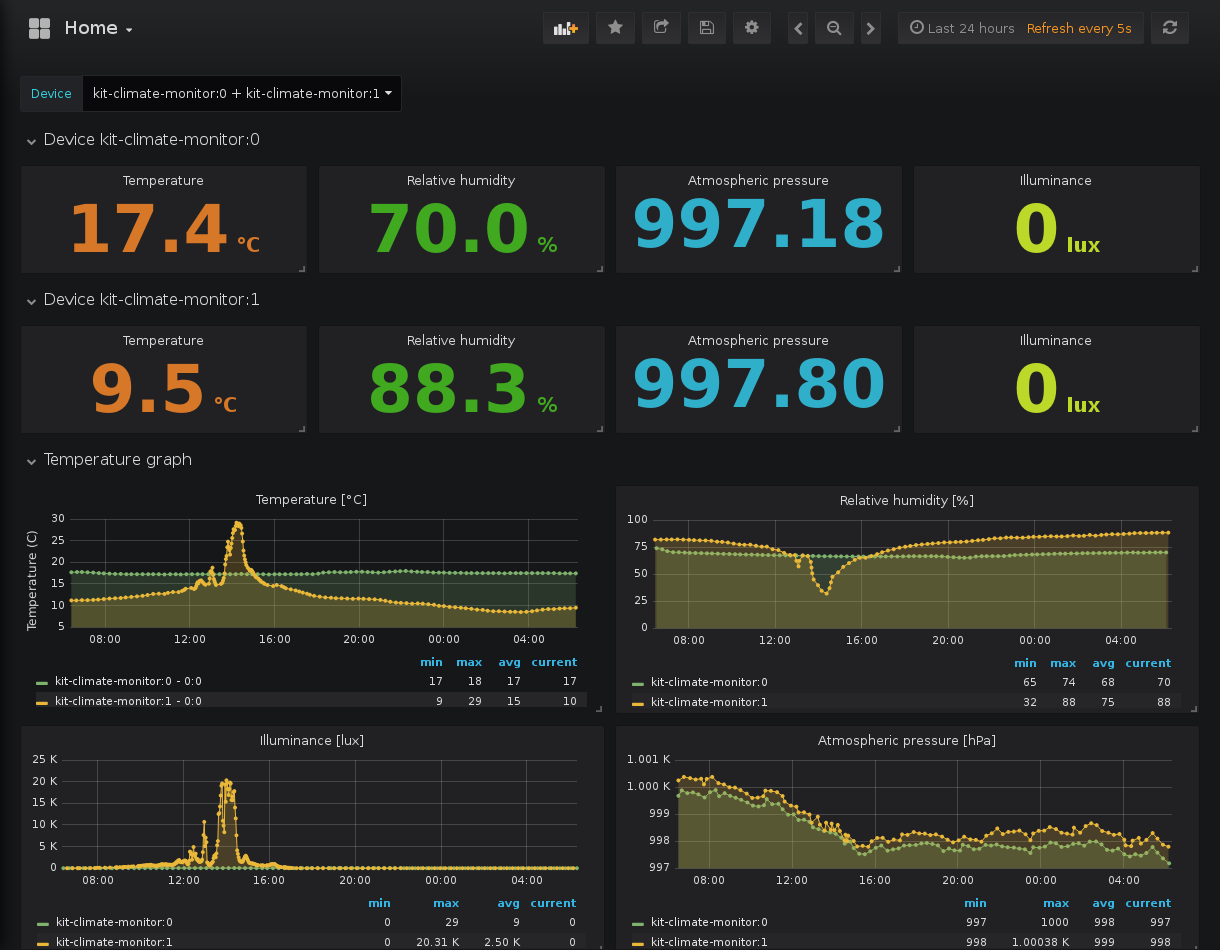 Home
Last 24 hours Refresh every 5s
Device kit-climate-monitor:0 + kit-climate-monitor:1
Device kit-climate-monitor:0
Temperature Relative humidity Atmospheric pressure Illuminance
17.4 °C 70.0 % 997.18 0 lux
Device kit-climate-monitor:1
Temperature Relative humidity Atmospheric pressure Illuminance
9.5 °C 88.3 % 997.80 0 lux
Temperature graph
Temperature [°C]
Temperature (C)
30
25
20
15
10
5
08:00 12:00 16:00 20:00 00:00 04:00
min max avg current
kit-climate-monitor:0 - 0:0 17 18 17 17
kit-climate-monitor:1 - 0:0 9 29 15 10
Relative humidity [%]
100
75
50
25
0
08:00 12:00 16:00 20:00 00:00 04:00
min max avg current
kit-climate-monitor:0 65 74 68 70
kit-climate-monitor:1 32 88 75 88
Illuminance [lux]
25 K
20 K
15 K
10 K
5 K
0
08:00 12:00 16:00 20:00 00:00 04:00
min max avg current
kit-climate-monitor:0 0 29 9 0
kit-climate-monitor:1 0 20.31 K 2.50 K 0
Atmospheric pressure [hPa]
1.001 K
1.000 K
999
998
997
08:00 12:00 16:00 20:00 00:00 04:00
min max avg current
kit-climate-monitor:0 997 1000 998 997
kit-climate-monitor:1 998 1.00038 K 999 998